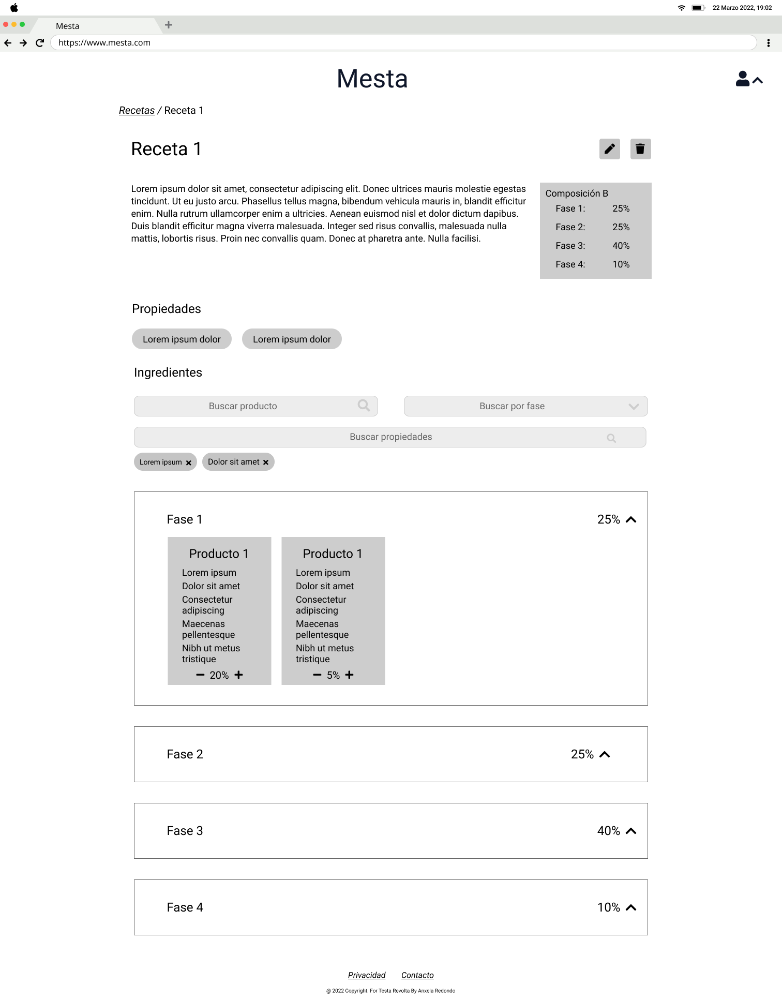 22 Marzo 2022, 19:02
Mesta
https://www.mesta.com
Mesta
Recetas / Receta 1
Receta 1
Lorem ipsum dolor sit amet, consectetur adipiscing elit. Donec ultrices mauris molestie egestas
tincidunt. Ut eu justo arcu. Phasellus tellus magna, bibendum vehicula mauris in, blandit efficitur
enim. Nulla rutrum ullamcorper enim a ultricies. Aenean euismod nisl et dolor dictum dapibus.
Duis blandit efficitur magna viverra malesuada. Integer sed risus convallis, malesuada nulla
mattis, lobortis risus. Proin nec convallis quam. Donec at pharetra ante. Nulla facilisi.
Composición B
Fase 1: 25%
Fase 2: 25%
Fase 3: 40%
Fase 4: 10%
Propiedades
Lorem ipsum dolor
Lorem ipsum dolor
Ingredientes
Buscar producto
Buscar por fase
Buscar propiedades
Lorem ipsum
Dolor sit amet
Fase 1 25%
Producto 1
Lorem ipsum
Dolor sit amet
Consectetur
adipiscing
Maecenas
pellentesque
Nibh ut metus
tristique
20%
Producto 1
Lorem ipsum
Dolor sit amet
Consectetur
adipiscing
Maecenas
pellentesque
Nibh ut metus
tristique
5%
Fase 2 25%
Fase 3 40%
Fase 4 10%
Privacidad Contacto
@ 2022 Copyright. For Testa Revolta By Anxela Redondo